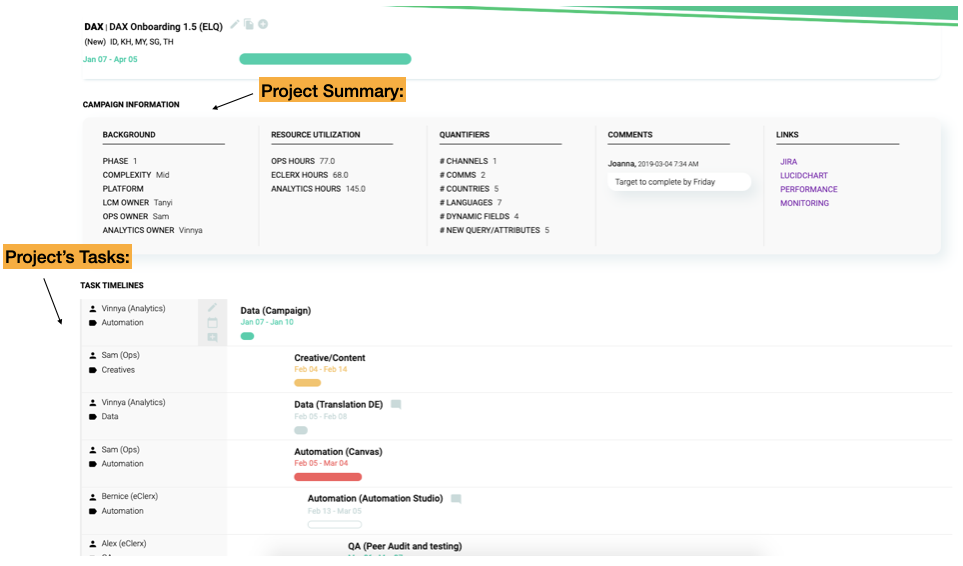 DAX | DAX Onboarding 1.5 (ELQ)
(New) ID, KH, MY, SG, TH
Jan 07 - Apr 05
Project Summary:
CAMPAIGN INFORMATION
BACKGROUND
PHASE 1
COMPLEXITY Mid
PLATFORM
LCM OWNER Tanyi
OPS OWNER Sam
ANALYTICS OWNER Vinnya
RESOURCE UTILIZATION
OPS HOURS 77.0
ECLERX HOURS 68.0
ANALYTICS HOURS 145.0
QUANTIFIERS
# CHANNELS 1
# COMMS 2
# COUNTRIES 5
# LANGUAGES 7
# DYNAMIC FIELDS 4
# NEW QUERY/ATTRIBUTES 5
COMMENTS
Joanna, 2019-03-04 7:34 AM
Target to complete by Friday
LINKS
JIRA
LUCIDCHART
PERFORMANCE
MONITORING
Project's Tasks:
TASK TIMELINES
Vinnya (Analytics)
Automation
Data (Campaign)
Jan 07 - Jan 10
Sam (Ops)
Creatives
Creative/Content
Feb 04 - Feb 14
Vinnya (Analytics)
Data
Data (Translation DE)
Feb 05 - Feb 08
Sam (Ops)
Automation
Automation (Canvas)
Feb 05 - Mar 04
Bernice (eClerx)
Automation
Automation (Automation Studio)
Feb 13 - Mar 05
Alex (eClerx)
QA (Peer Audit and testing)